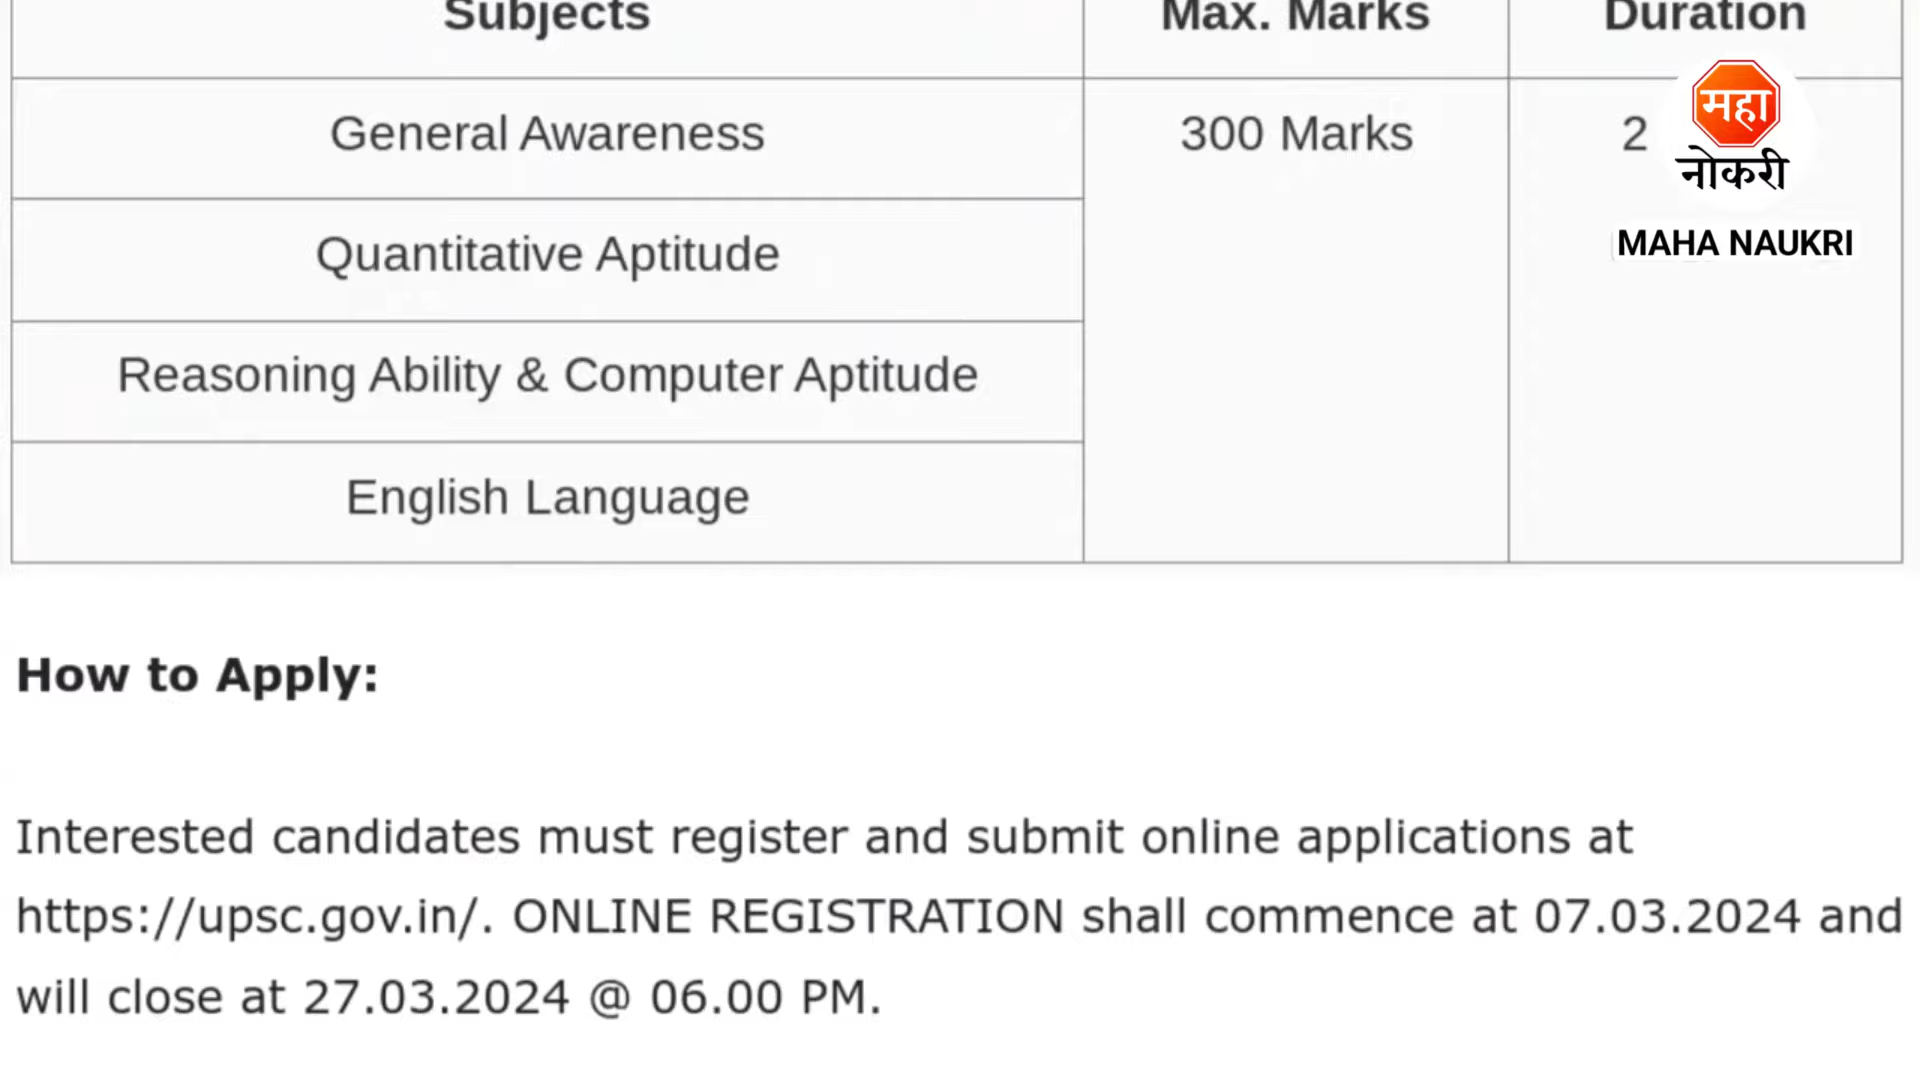 Subjects Max. Marks Duration
General Awareness 300 Marks 2
महा
नोकरी
Quantitative Aptitude
MAHA NAUKRI
Reasoning Ability & Computer Aptitude
English Language
How to Apply:
Interested candidates must register and submit online applications at
https://upsc.gov.in/. ONLINE REGISTRATION shall commence at 07.03.2024 and
will close at 27.03.2024 @ 06.00 PM.